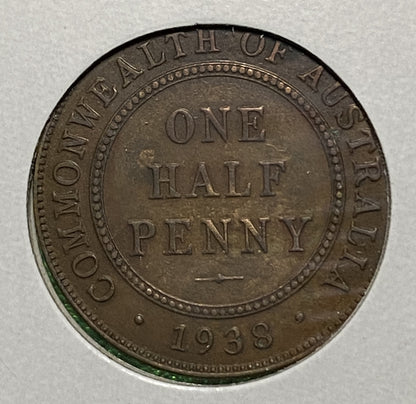 COMMONWEALTH OF AUSTRALIA
ONE
HALF
PENNY
· 1938 ·